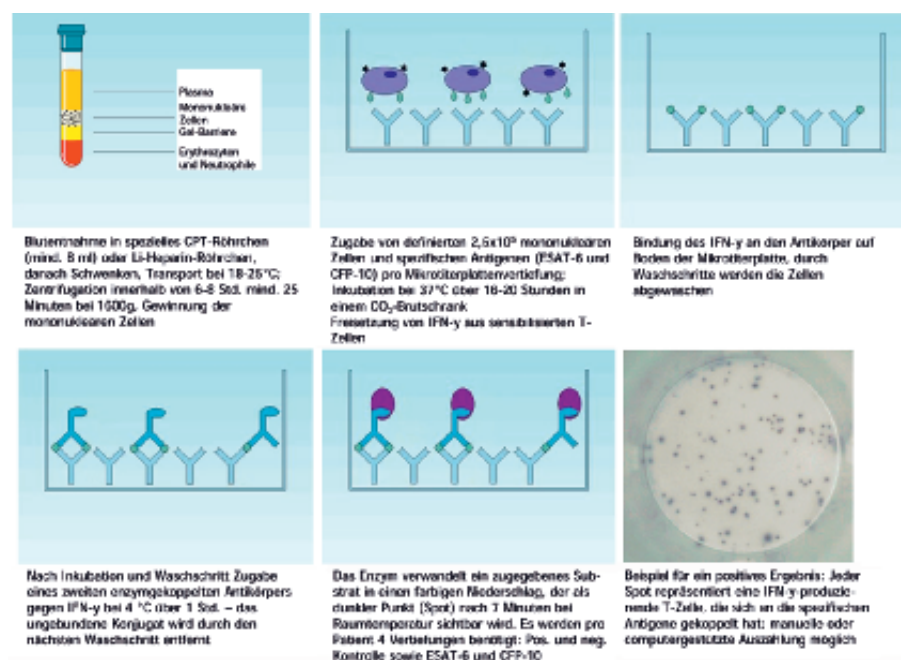 Plasma
Mononukleäre
Zellen
Gel-Barriere
Erythrozyten
und Neutrophile
Blutentnahme in spezielles CPT-Röhrchen
(mind. 8 ml) oder Li-Heparin-Röhrchen,
danach Schwenken, Transport bei 18-25°C;
Zentrifugation innerhalb von 6-8 Std. mind. 25
Minuten bei 1600g, Gewinnung der
mononuklearen Zellen
Zugabe von definierten 2,5x10⁵ mononuklearen
Zellen und spezifischen Antigenen (ESAT-6 und
CFP-10) pro Mikrotiterplattenvertiefung;
Inkubation bei 37°C über 16-20 Stunden in
einem CO₂-Brutschrank
Freisetzung von IFN-y aus sensibilisierten T-
Zellen
Bindung des IFN-y an den Antikörper auf
Boden der Mikrotiterplatte, durch
Waschschritte werden die Zellen
abgewaschen
Nach Inkubation und Waschschritt Zugabe
eines zweiten enzymgekoppelten Antikörpers
gegen IFN-y bei 4 °C über 1 Std. – das
ungebundene Konjugat wird durch den
nächsten Waschschritt entfernt
Das Enzym verwandelt ein zugegebenes Sub-
strat in einen farbigen Niederschlag, der als
dunkler Punkt (Spot) nach 7 Minuten bei
Raumtemperatur sichtbar wird. Es werden pro
Patient 4 Vertiefungen benötigt: Pos. und neg.
Kontrolle sowie ESAT-6 und CFP-10
Beispiel für ein positives Ergebnis: Jeder
Spot repräsentiert eine IFN-y-produzie-
rende T-Zelle, die sich an die spezifischen
Antigene gekoppelt hat; manuelle oder
computergestützte Auszählung möglich